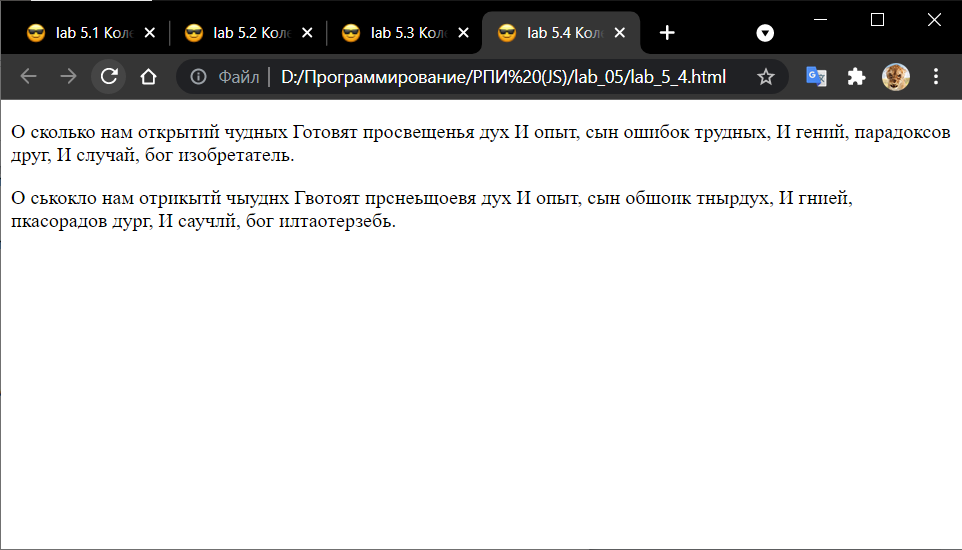 lab 5.1 Коле
lab 5.2 Коле
lab 5.3 Коле
lab 5.4 Коле
Файл | D:/Программирование/РПИ%20(JS)/lab_05/lab_5_4.html
О сколько нам открытий чудных Готовят просвещенья дух И опыт, сын ошибок трудных, И гений, парадоксов
друг, И случай, бог изобретатель.
О съкокло нам отрикытй чыуднх Гвотоят прснеьщоевя дух И опыт, сын обшоик тнырдух, И гнией,
пкасорадов дург, И саучлй, бог илтаотерзебь.